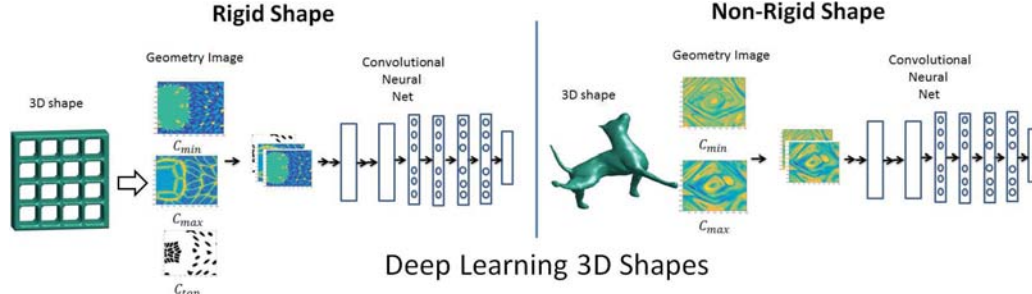 Rigid Shape
Geometry Image
Convolutional
Neural
Net
3D shape
C_min
C_max
C_top
Non-Rigid Shape
Geometry Image
Convolutional
Neural
Net
3D shape
C_min
C_max
Deep Learning 3D Shapes